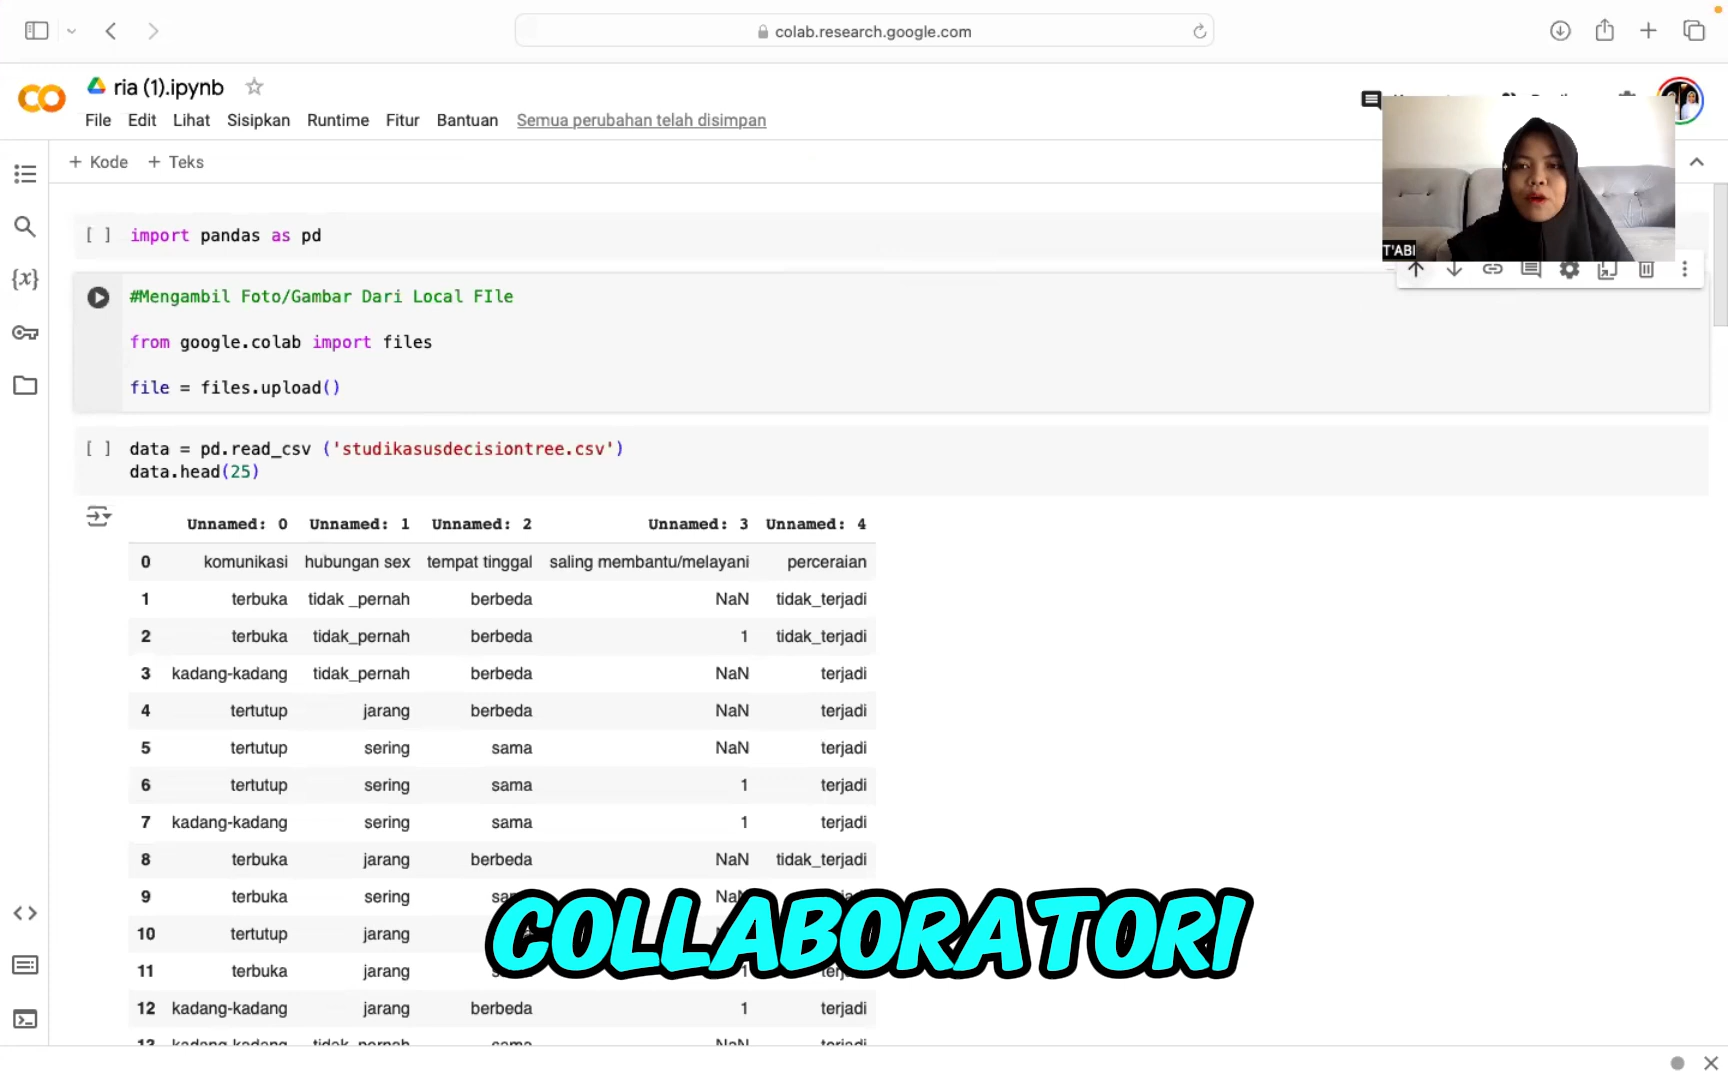 colab.research.google.com
ria (1).ipynb
File Edit Lihat Sisipkan Runtime Fitur Bantuan Semua perubahan telah disimpan
+ Kode + Teks
T'ABI
[ ] import pandas as pd
#Mengambil Foto/Gambar Dari Local FIle
from google.colab import files
file = files.upload()
[ ] data = pd.read_csv ('studikasusdecisiontree.csv')
data.head(25)
Unnamed: 0 Unnamed: 1 Unnamed: 2 Unnamed: 3 Unnamed: 4
0 komunikasi hubungan sex tempat tinggal saling membantu/melayani perceraian
1 terbuka tidak _pernah berbeda NaN tidak_terjadi
2 terbuka tidak_pernah berbeda 1 tidak_terjadi
3 kadang-kadang tidak_pernah berbeda NaN terjadi
4 tertutup jarang berbeda NaN terjadi
5 tertutup sering sama NaN terjadi
6 tertutup sering sama 1 terjadi
7 kadang-kadang sering sama 1 terjadi
8 terbuka jarang berbeda NaN tidak_terjadi
9 terbuka sering
10 tertutup jarang
11 terbuka jarang
12 kadang-kadang jarang berbeda 1 terjadi
13 kadang-kadang tidak_pernah sama NaN terjadi
COLLABORATORI